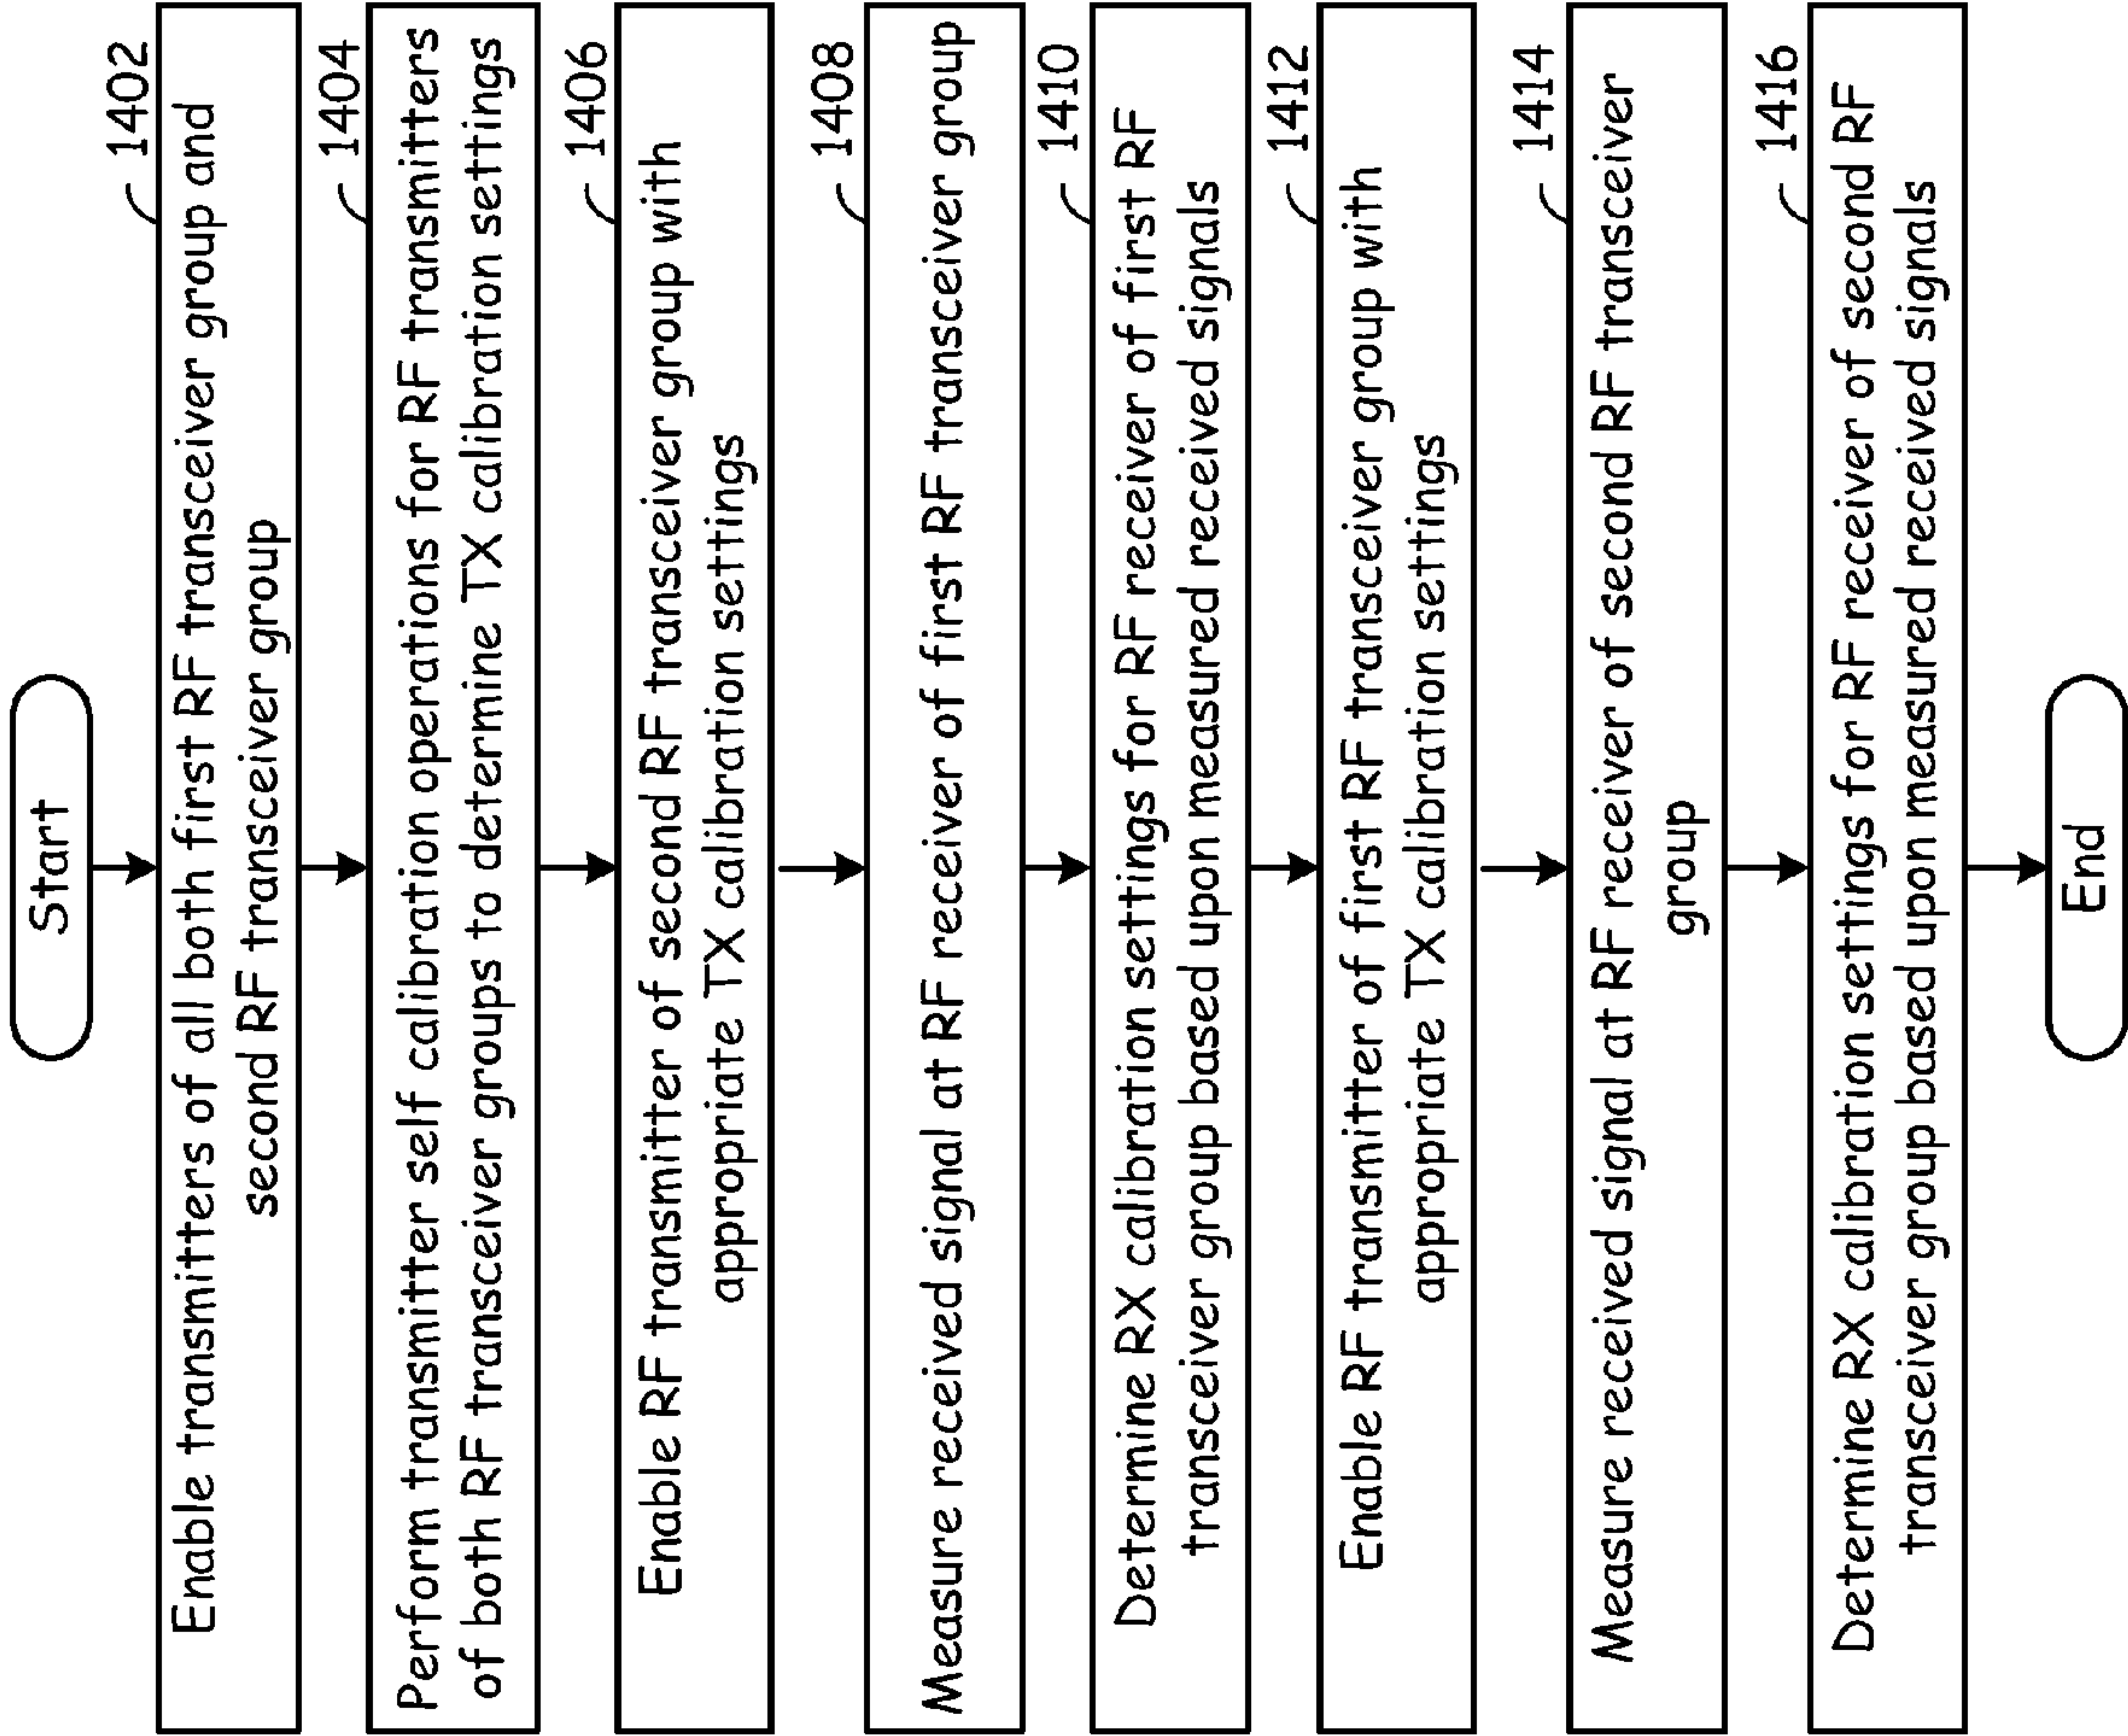 Start
1402
Enable transmitters of all both first RF transceiver group and
second RF transceiver group
1404
Perform transmitter self calibration operations for RF transmitters
of both RF transceiver groups to determine TX calibration settings
1406
Enable RF transmitter of second RF transceiver group with
appropriate TX calibration settings
1408
Measure received signal at RF receiver of first RF transceiver group
1410
Determine RX calibration settings for RF receiver of first RF
transceiver group based upon measured received signals
1412
Enable RF transmitter of first RF transceiver group with
appropriate TX calibration settings
1414
Measure received signal at RF receiver of second RF transceiver
group
1416
Determine RX calibration settings for RF receiver of second RF
transceiver group based upon measured received signals
End